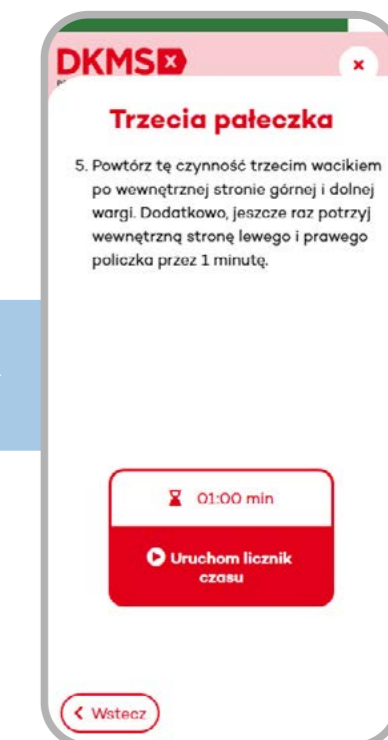 DKMS
Trzecia pałeczka
5. Powtórz tę czynność trzecim wacikiem
po wewnętrznej stronie górnej i dolnej
wargi. Dodatkowo, jeszcze raz potrzyj
wewnętrzną stronę lewego i prawego
policzka przez 1 minutę.
01:00 min
Uruchom licznik
czasu
Wstecz